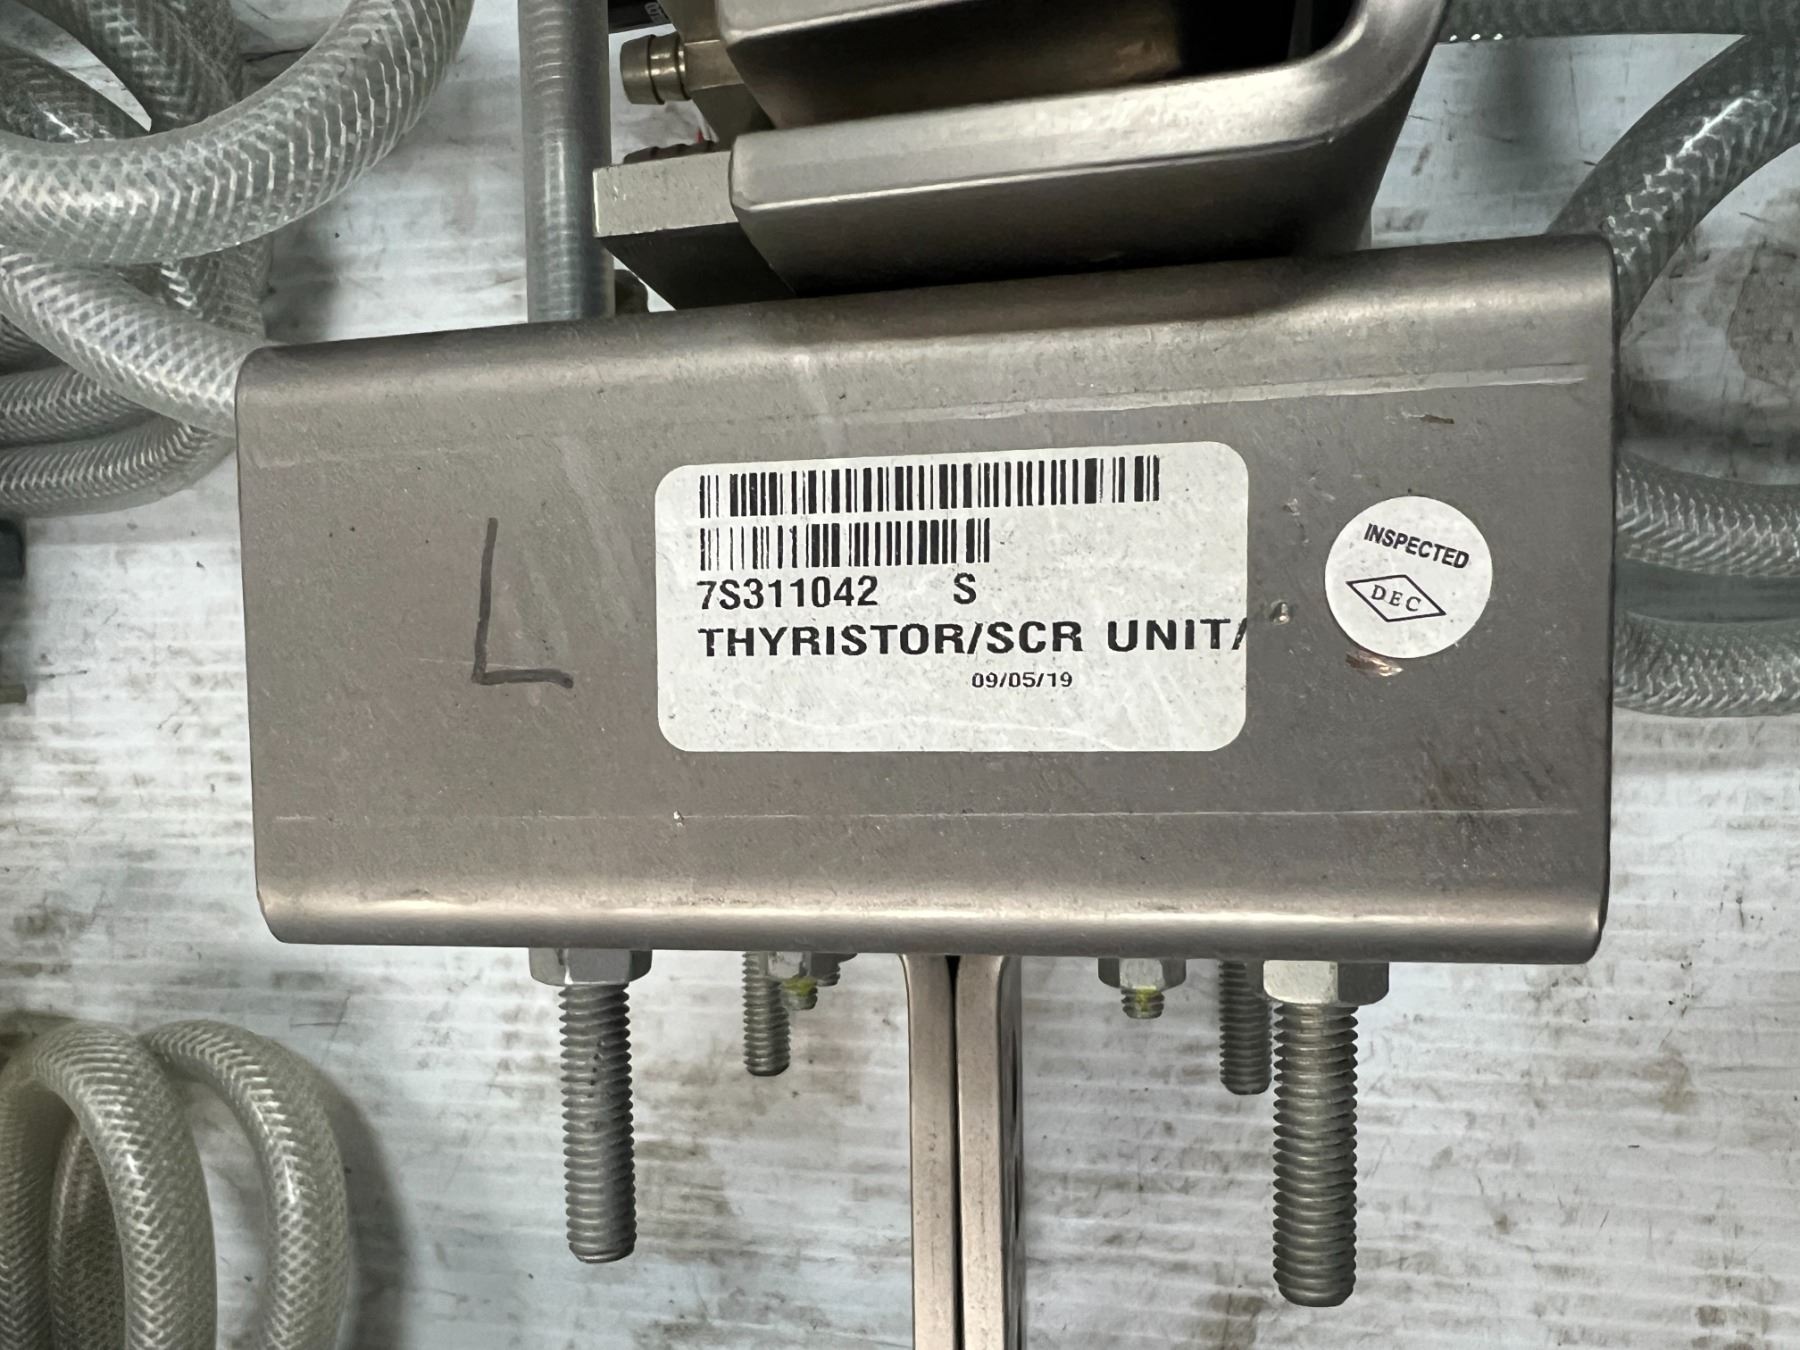 L
7S311042 S
THYRISTOR/SCR UNIT/
09/05/19
INSPECTED
DEC